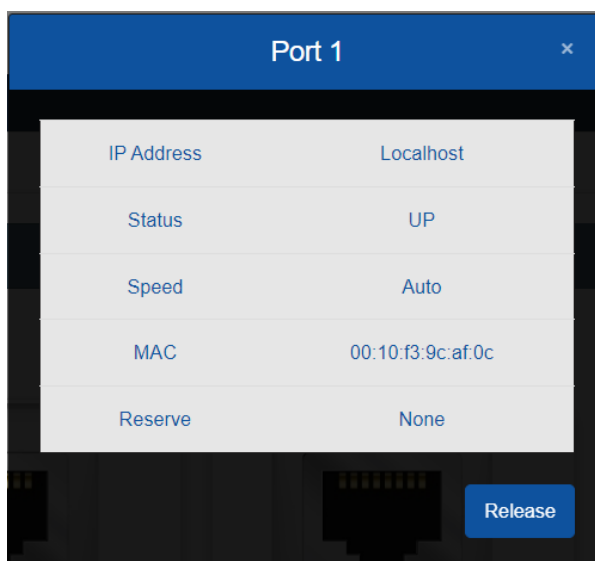 Port 1 ×
IP Address Localhost
Status UP
Speed Auto
MAC 00:10:f3:9c:af:0c
Reserve None
Release